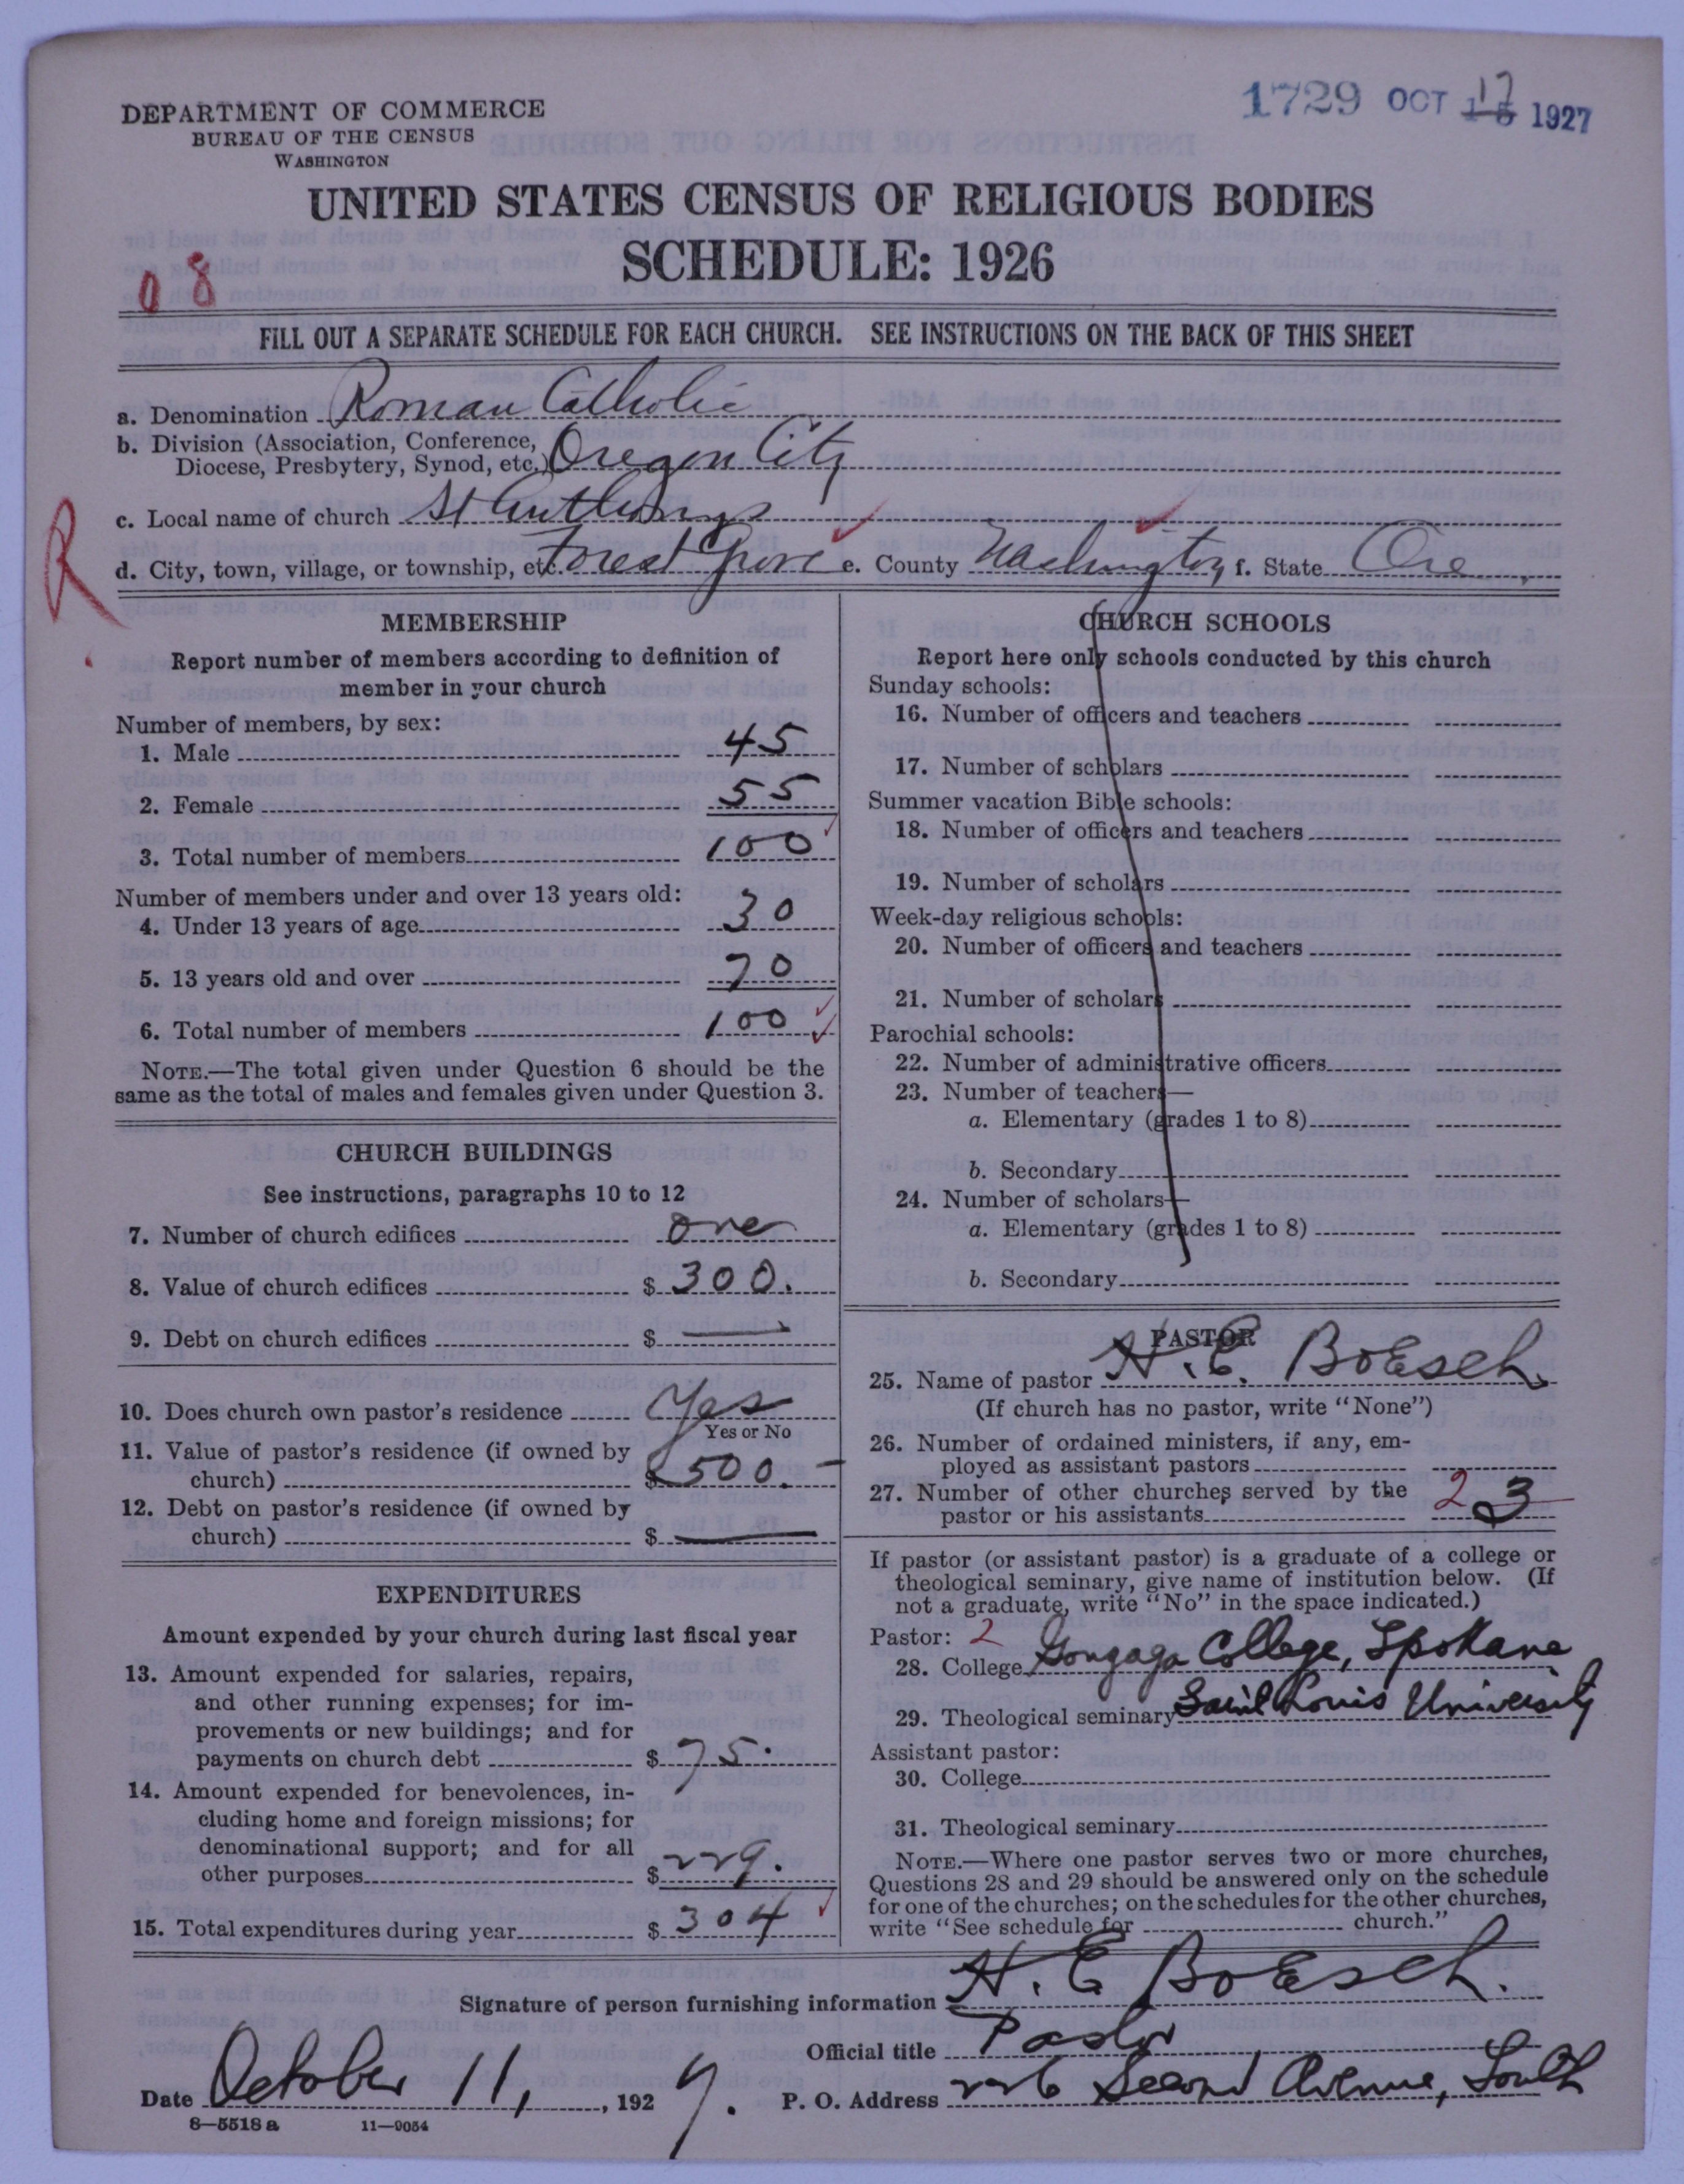 1729 OCT 15 17 1927
DEPARTMENT OF COMMERCE
BUREAU OF THE CENSUS
WASHINGTON
UNITED STATES CENSUS OF RELIGIOUS BODIES
SCHEDULE: 1926
08
FILL OUT A SEPARATE SCHEDULE FOR EACH CHURCH. SEE INSTRUCTIONS ON THE BACK OF THIS SHEET
a. Denomination Roman Catholic
b. Division (Association, Conference,
Diocese, Presbytery, Synod, etc.) Oregon City
c. Local name of church St Anthonys
R
d. City, town, village, or township, etc. Forest Grove e. County Washington f. State Ore.
MEMBERSHIP
Report number of members according to definition of
member in your church
Number of members, by sex:
1. Male 45
2. Female 55
3. Total number of members 100
Number of members under and over 13 years old:
4. Under 13 years of age 30
5. 13 years old and over 70
6. Total number of members 100
NOTE.—The total given under Question 6 should be the
same as the total of males and females given under Question 3.
CHURCH BUILDINGS
See instructions, paragraphs 10 to 12
7. Number of church edifices one
8. Value of church edifices $ 300.
9. Debt on church edifices $ —
10. Does church own pastor's residence Yes
Yes or No
11. Value of pastor's residence (if owned by
church) $ 500. –
12. Debt on pastor's residence (if owned by
church) $ —
EXPENDITURES
Amount expended by your church during last fiscal year
13. Amount expended for salaries, repairs,
and other running expenses; for im-
provements or new buildings; and for
payments on church debt $ 75.
14. Amount expended for benevolences, in-
cluding home and foreign missions; for
denominational support; and for all
other purposes $ 229.
15. Total expenditures during year $ 304
CHURCH SCHOOLS
Report here only schools conducted by this church
Sunday schools:
16. Number of officers and teachers
17. Number of scholars
Summer vacation Bible schools:
18. Number of officers and teachers
19. Number of scholars
Week-day religious schools:
20. Number of officers and teachers
21. Number of scholars
Parochial schools:
22. Number of administrative officers
23. Number of teachers—
a. Elementary (grades 1 to 8)
b. Secondary
24. Number of scholars—
a. Elementary (grades 1 to 8)
b. Secondary
PASTOR
25. Name of pastor H. E. Boesch
(If church has no pastor, write "None")
26. Number of ordained ministers, if any, em-
ployed as assistant pastors
27. Number of other churches served by the
pastor or his assistants 2 3
If pastor (or assistant pastor) is a graduate of a college or
theological seminary, give name of institution below. (If
not a graduate, write "No" in the space indicated.)
Pastor: 2
28. College Gongaga College, Spokane
29. Theological seminary Saint Louis University
Assistant pastor:
30. College
31. Theological seminary
NOTE.—Where one pastor serves two or more churches,
Questions 28 and 29 should be answered only on the schedule
for one of the churches; on the schedules for the other churches,
write "See schedule for church."
Signature of person furnishing information H. E. Boesch.
Official title Pastor
Date October 11, 1927. P. O. Address 226 Second Avenue, South
8—5518 a 11—9054